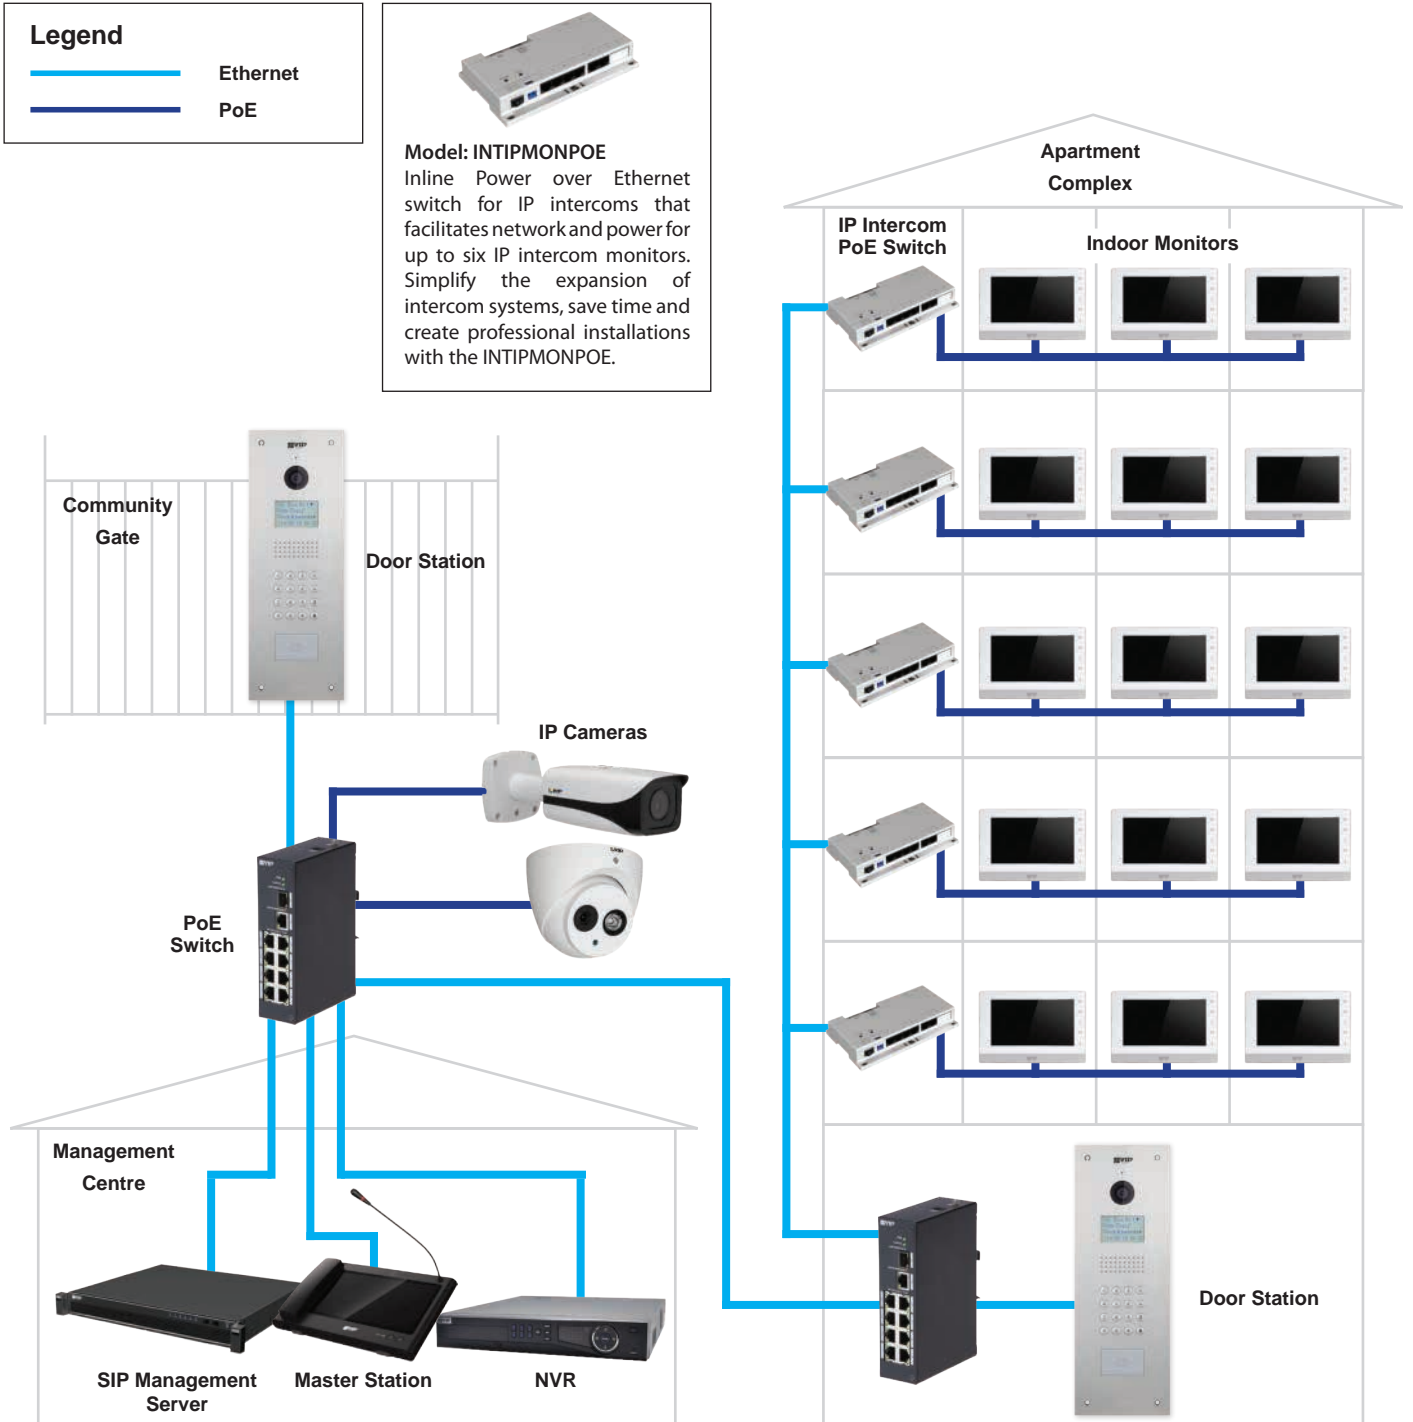 Legend
Ethernet
PoE
Model: INTIPMONPOE
Inline Power over Ethernet
switch for IP intercoms that
facilitates network and power for
up to six IP intercom monitors.
Simplify the expansion of
intercom systems, save time and
create professional installations
with the INTIPMONPOE.
Apartment
Complex
IP Intercom
PoE Switch
Indoor Monitors
Community
Gate
Door Station
IP Cameras
PoE
Switch
Management
Centre
SIP Management
Server
Master Station
NVR
Door Station